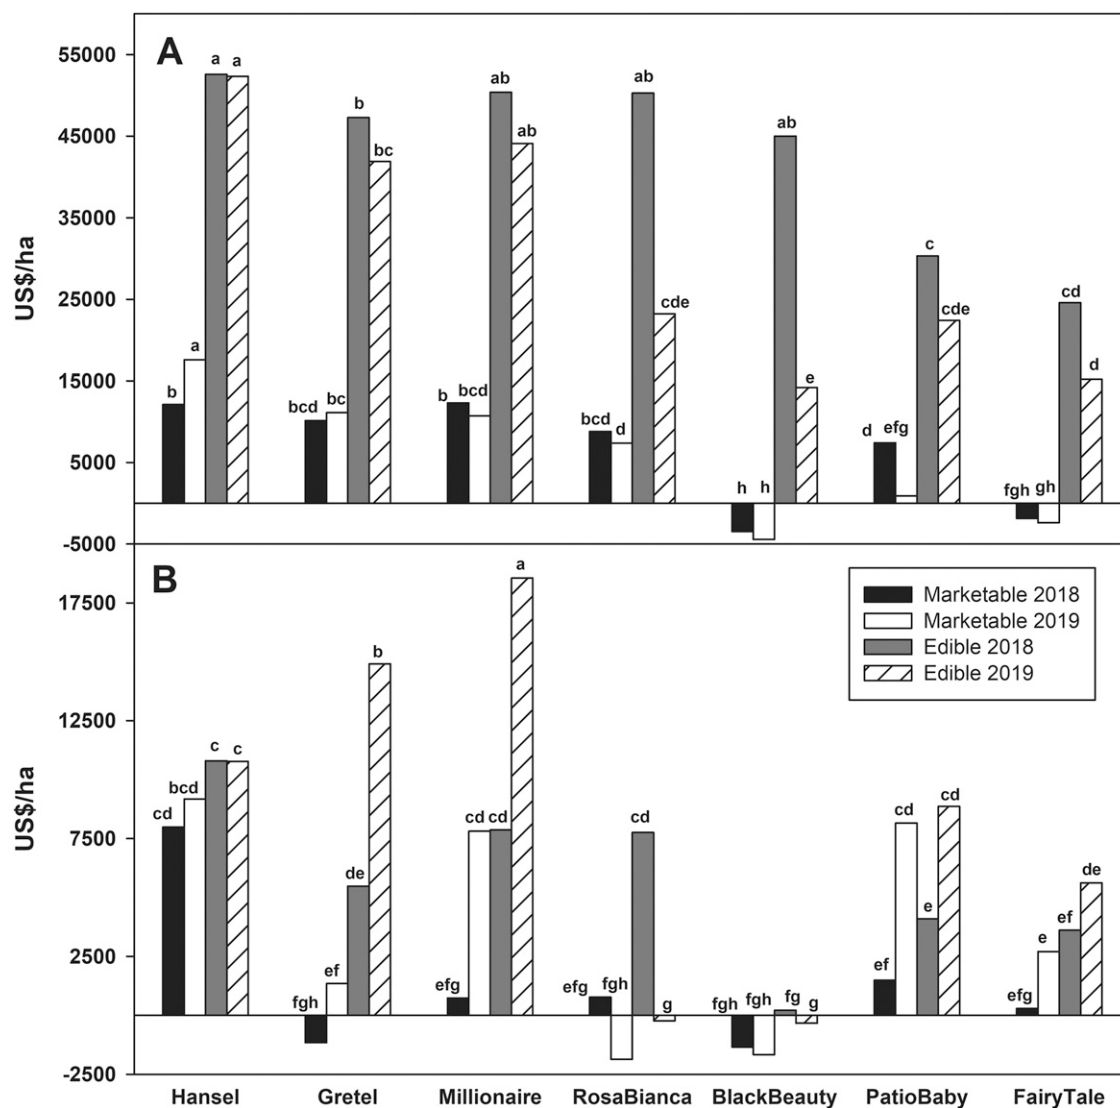 A
US$/ha
55000
45000
35000
25000
15000
5000
-5000
a a b bc ab ab ab cde ab e c cde cd d
b a bcd bc b bcd bcd d h h d efg fgh gh
B
US$/ha
17500
12500
7500
2500
-2500
Marketable 2018
Marketable 2019
Edible 2018
Edible 2019
cd bcd c c fgh ef de b efg cd cd a efg fgh cd g fgh fgh fg g ef cd e cd efg e ef de
Hansel Gretel Millionaire RosaBianca BlackBeauty PatioBaby FairyTale